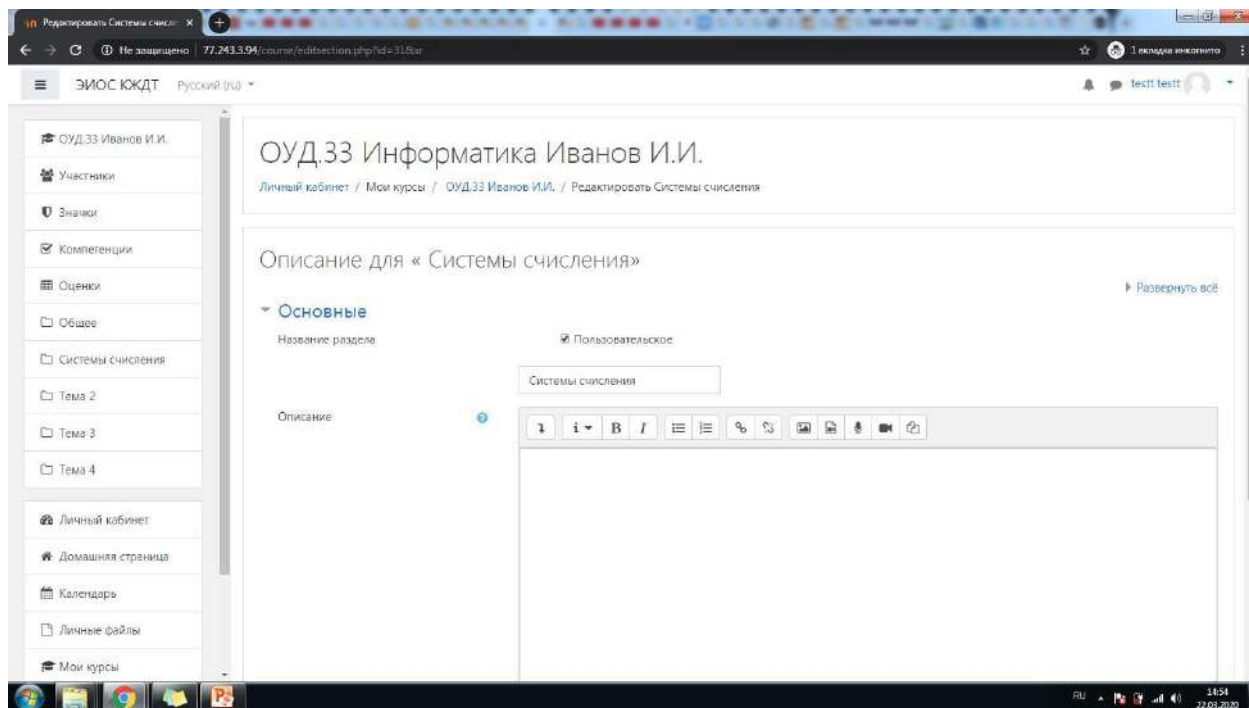 Редактировать Системы счисл
Не защищено 77.243.3.94/course/editsection.php?id=318&sr
1 вкладка инкогнито
ЭИОС ЮЖДТ Русский (ru)
testt testt
ОУД.33 Иванов И.И.
Участники
Значки
Компетенции
Оценки
Общее
Системы счисления
Тема 2
Тема 3
Тема 4
Личный кабинет
Домашняя страница
Календарь
Личные файлы
Мои курсы
ОУД.33 Информатика Иванов И.И.
Личный кабинет / Мои курсы / ОУД.33 Иванов И.И. / Редактировать Системы счисления
Описание для « Системы счисления»
Развернуть всё
Основные
Название раздела
Пользовательское
Системы счисления
Описание
RU
14:54
22.03.2020